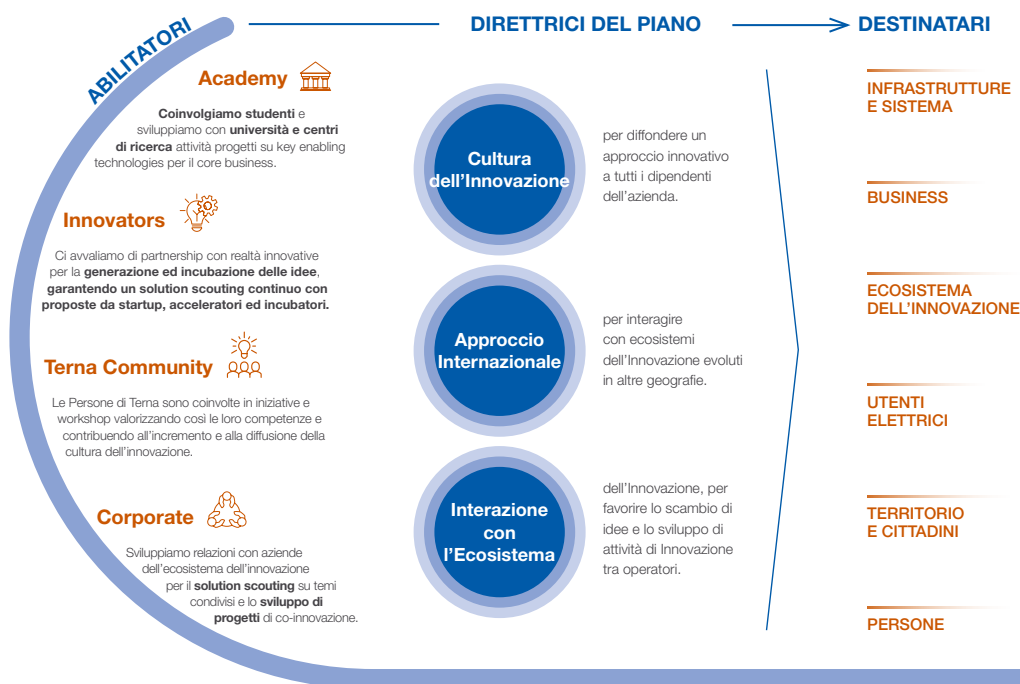 ABILITATORI
DIRETTRICI DEL PIANO
DESTINATARI
Academy
Coinvolgiamo studenti e
sviluppiamo con università e centri
di ricerca attività progetti su key enabling
technologies per il core business.
Innovators
Ci avvaliamo di partnership con realtà innovative
per la generazione ed incubazione delle idee,
garantendo un solution scouting continuo con
proposte da startup, acceleratori ed incubatori.
Terna Community
Le Persone di Terna sono coinvolte in iniziative e
workshop valorizzando così le loro competenze e
contribuendo all'incremento e alla diffusione della
cultura dell'innovazione.
Corporate
Sviluppiamo relazioni con aziende
dell'ecosistema dell'innovazione
per il solution scouting su temi
condivisi e lo sviluppo di
progetti di co-innovazione.
Cultura
dell'Innovazione
per diffondere un
approccio innovativo
a tutti i dipendenti
dell'azienda.
Approccio
Internazionale
per interagire
con ecosistemi
dell'Innovazione evoluti
in altre geografie.
Interazione
con
l'Ecosistema
dell'Innovazione, per
favorire lo scambio di
idee e lo sviluppo di
attività di Innovazione
tra operatori.
INFRASTRUTTURE
E SISTEMA
BUSINESS
ECOSISTEMA
DELL'INNOVAZIONE
UTENTI
ELETTRICI
TERRITORIO
E CITTADINI
PERSONE